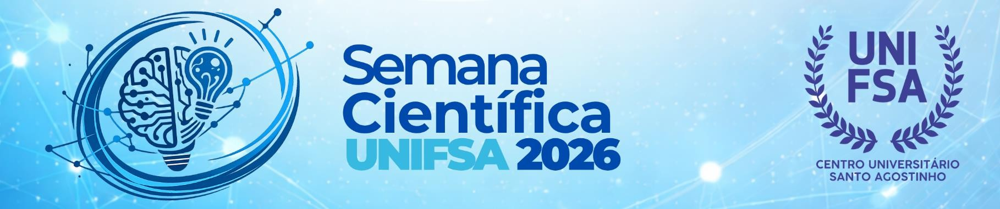 Semana
Científica
UNIFSA 2026
UNI
FSA
CENTRO UNIVERSITÁRIO
SANTO AGOSTINHO